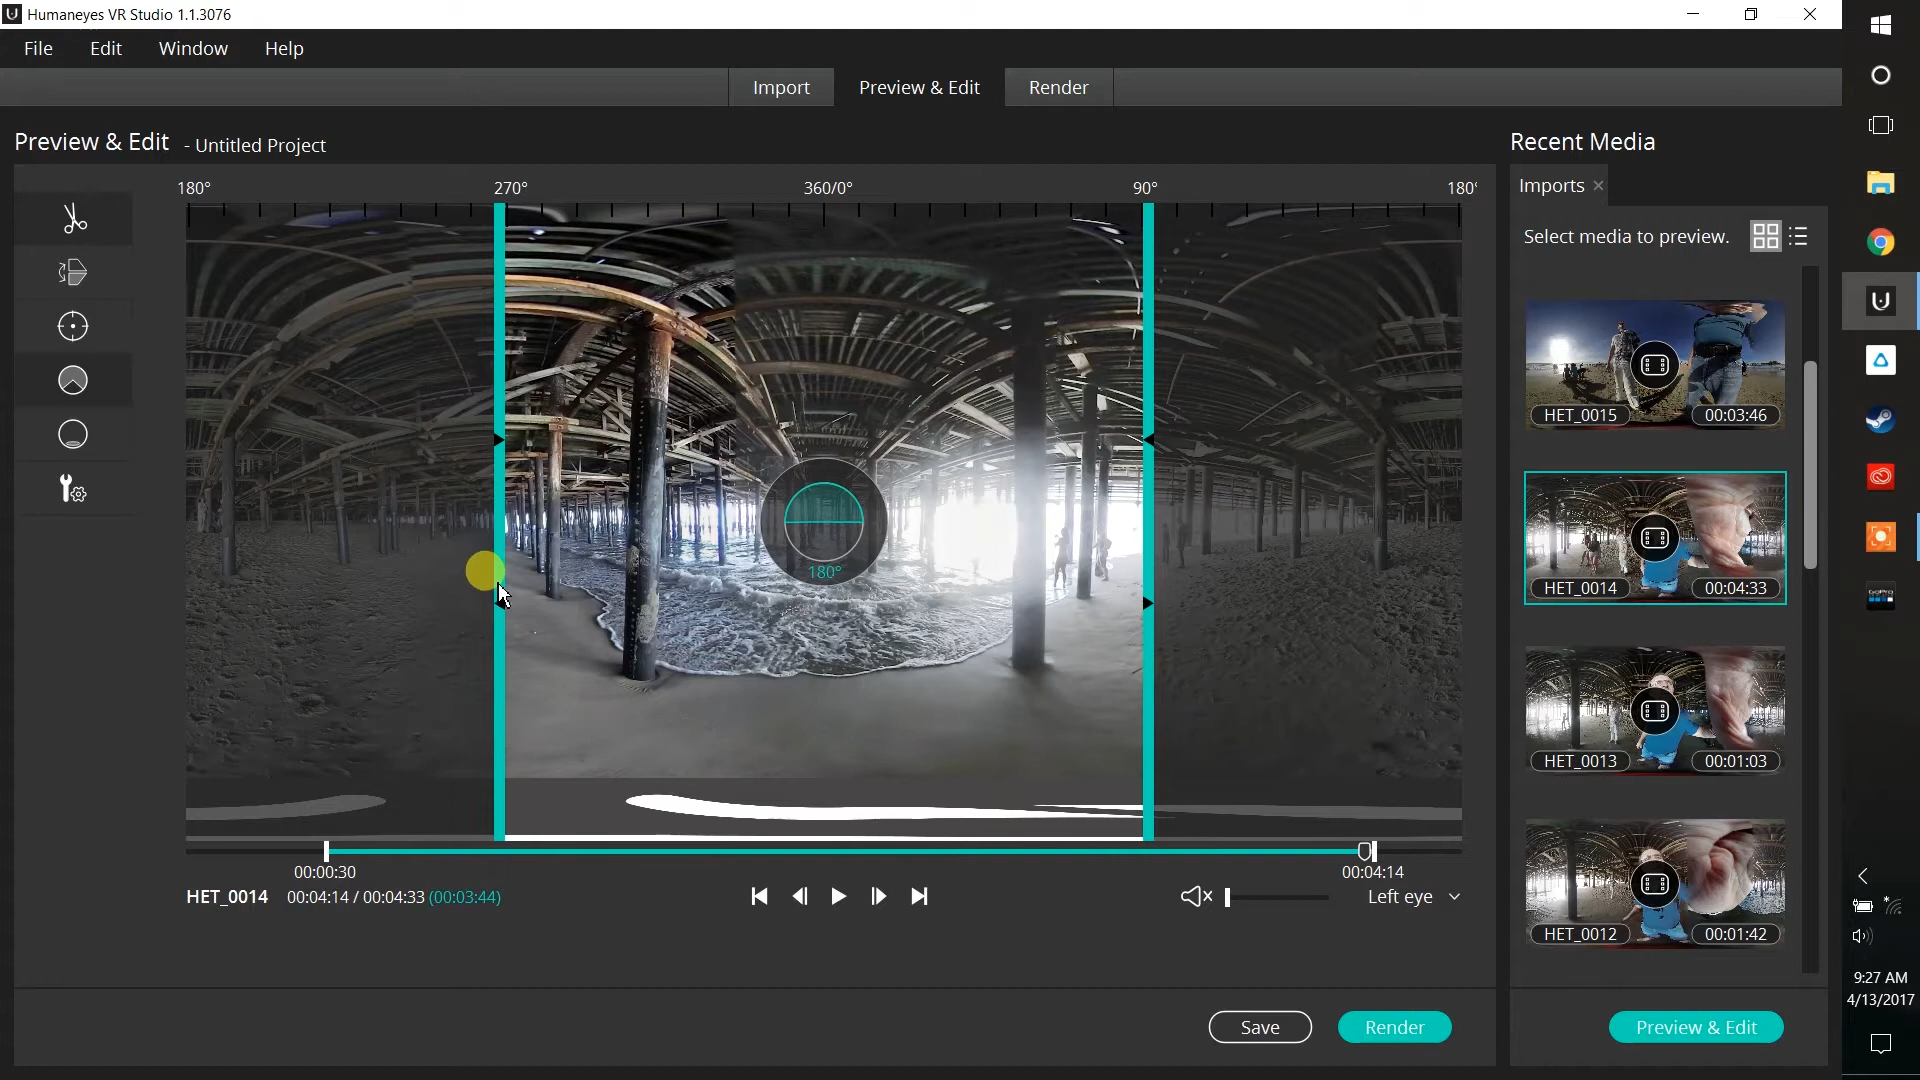 Humaneyes VR Studio 1.1.3076
File Edit Window Help
Import Preview & Edit Render
Preview & Edit - Untitled Project
Recent Media
180° 270° 360/0° 90° 180°
Imports
Select media to preview.
HET_0015 00:03:46
HET_0014 00:04:33
180°
HET_0013 00:01:03
HET_0012 00:01:42
00:00:30 00:04:14
HET_0014 00:04:14 / 00:04:33 (00:03:44)
Left eye
Save Render
Preview & Edit
GoPro
9:27 AM
4/13/2017